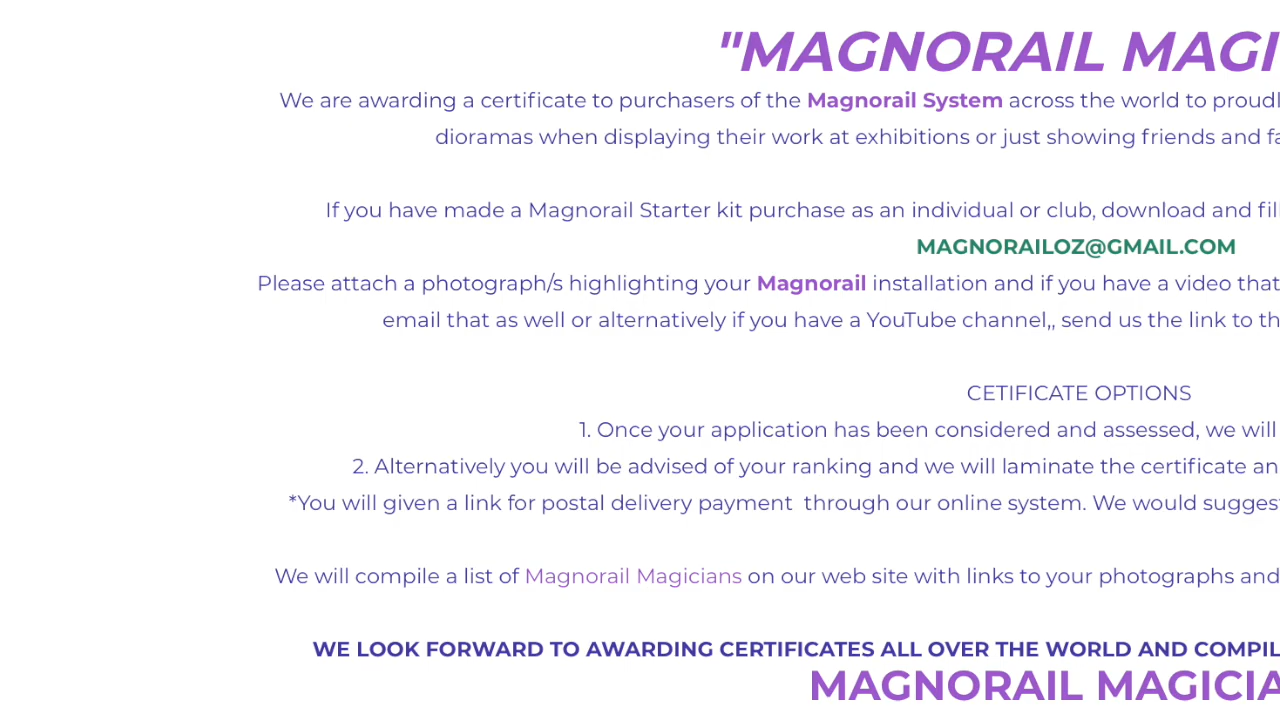 "MAGNORAIL MAGI
We are awarding a certificate to purchasers of the Magnorail System across the world to proudl
dioramas when displaying their work at exhibitions or just showing friends and fa
If you have made a Magnorail Starter kit purchase as an individual or club, download and fill
MAGNORAILOZ@GMAIL.COM
Please attach a photograph/s highlighting your Magnorail installation and if you have a video that
email that as well or alternatively if you have a YouTube channel,, send us the link to th
CETIFICATE OPTIONS
1. Once your application has been considered and assessed, we will
2. Alternatively you will be advised of your ranking and we will laminate the certificate an
*You will given a link for postal delivery payment  through our online system. We would sugges
We will compile a list of Magnorail Magicians on our web site with links to your photographs and
WE LOOK FORWARD TO AWARDING CERTIFICATES ALL OVER THE WORLD AND COMPIL
MAGNORAIL MAGICIA